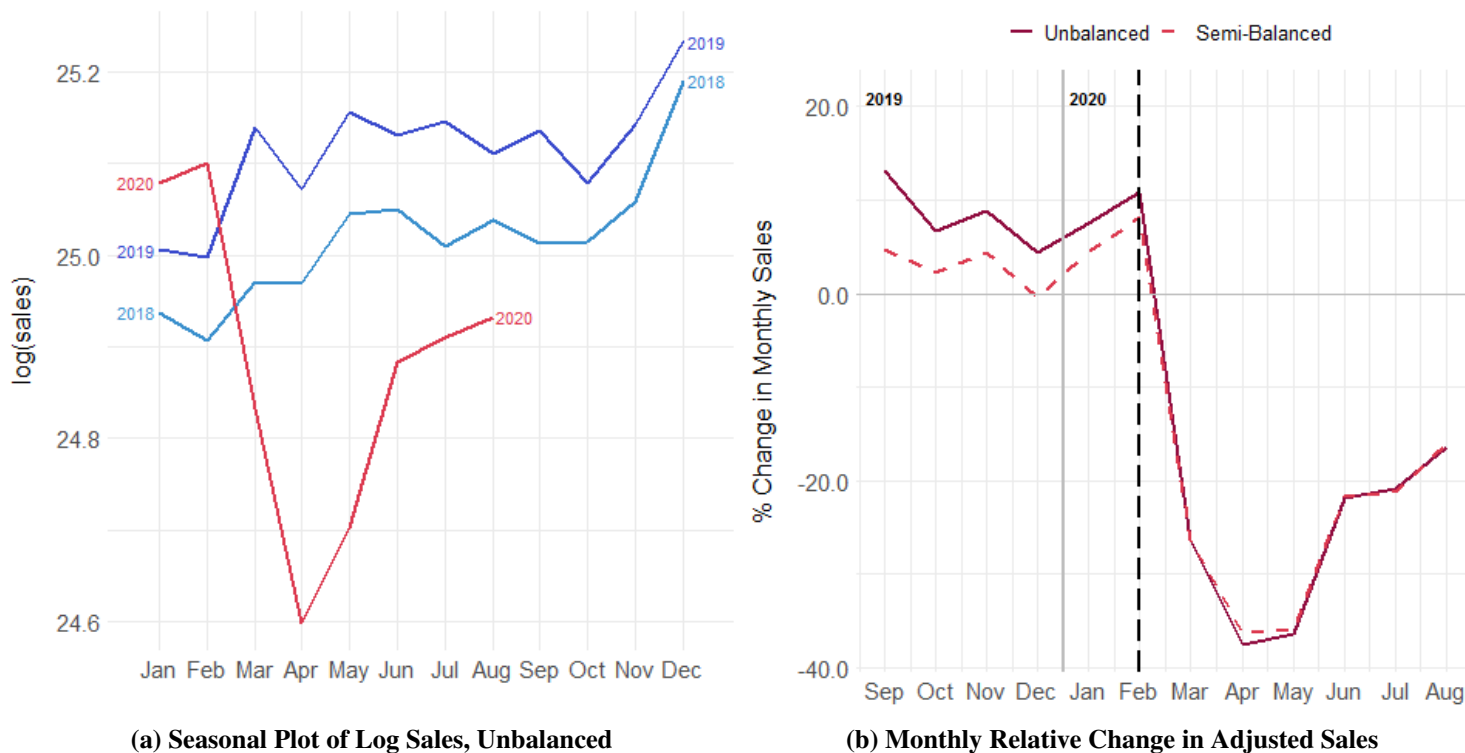 log(sales)
25.2
25.0
24.8
24.6
2019
2018
2020
2019
2018
2020
Jan Feb Mar Apr May Jun Jul Aug Sep Oct Nov Dec
(a) Seasonal Plot of Log Sales, Unbalanced
Unbalanced Semi-Balanced
% Change in Monthly Sales
20.0
0.0
-20.0
-40.0
2019 2020
Sep Oct Nov Dec Jan Feb Mar Apr May Jun Jul Aug
(b) Monthly Relative Change in Adjusted Sales